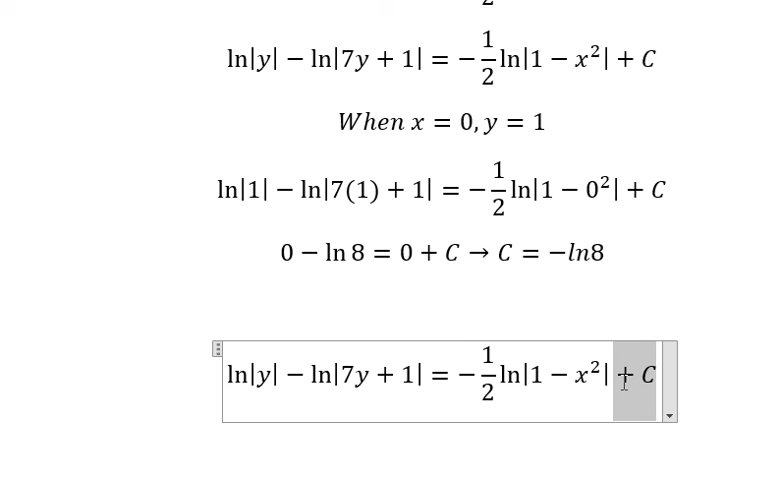 ln|y| − ln|7y + 1| = −1/2 ln|1 − x²| + C
When x = 0, y = 1
ln|1| − ln|7(1) + 1| = −1/2 ln|1 − 0²| + C
0 − ln 8 = 0 + C → C = −ln8
ln|y| − ln|7y + 1| = −1/2 ln|1 − x²| + C